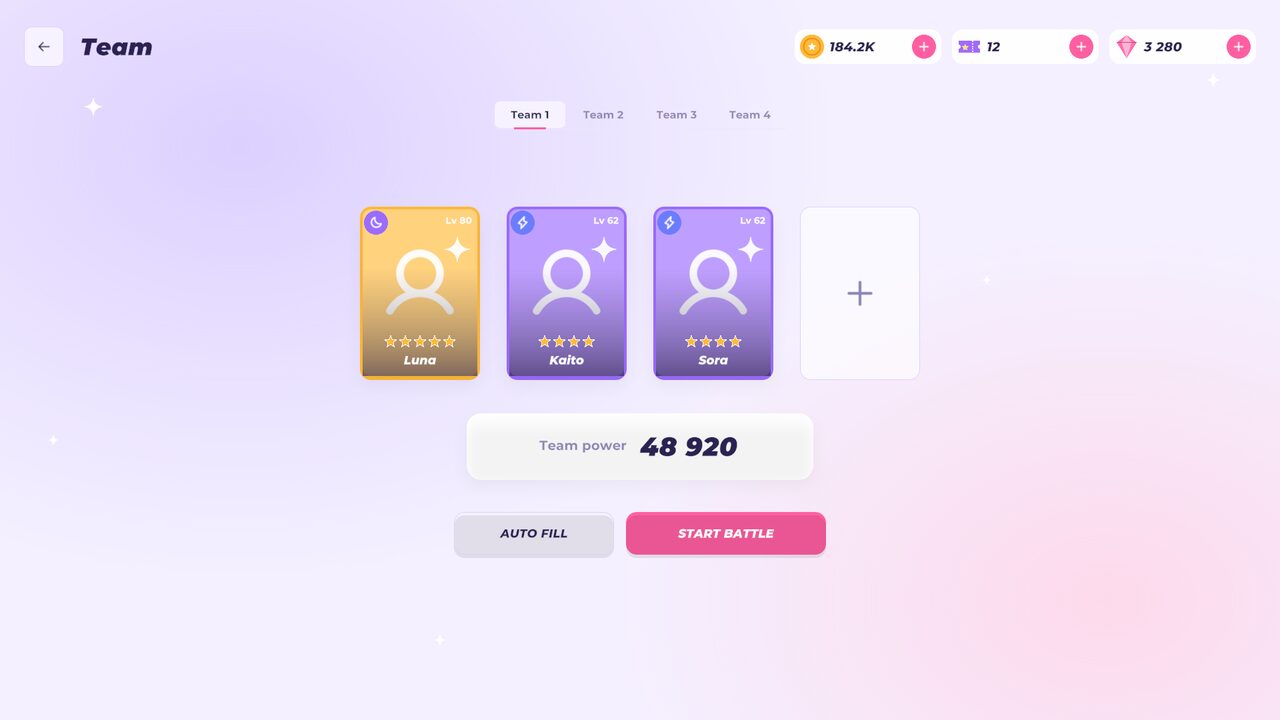 Team
184.2K
12
3 280
Team 1
Team 2
Team 3
Team 4
Lv 80
Lv 62
Lv 62
Luna
Kaito
Sora
Team power 48 920
AUTO FILL
START BATTLE